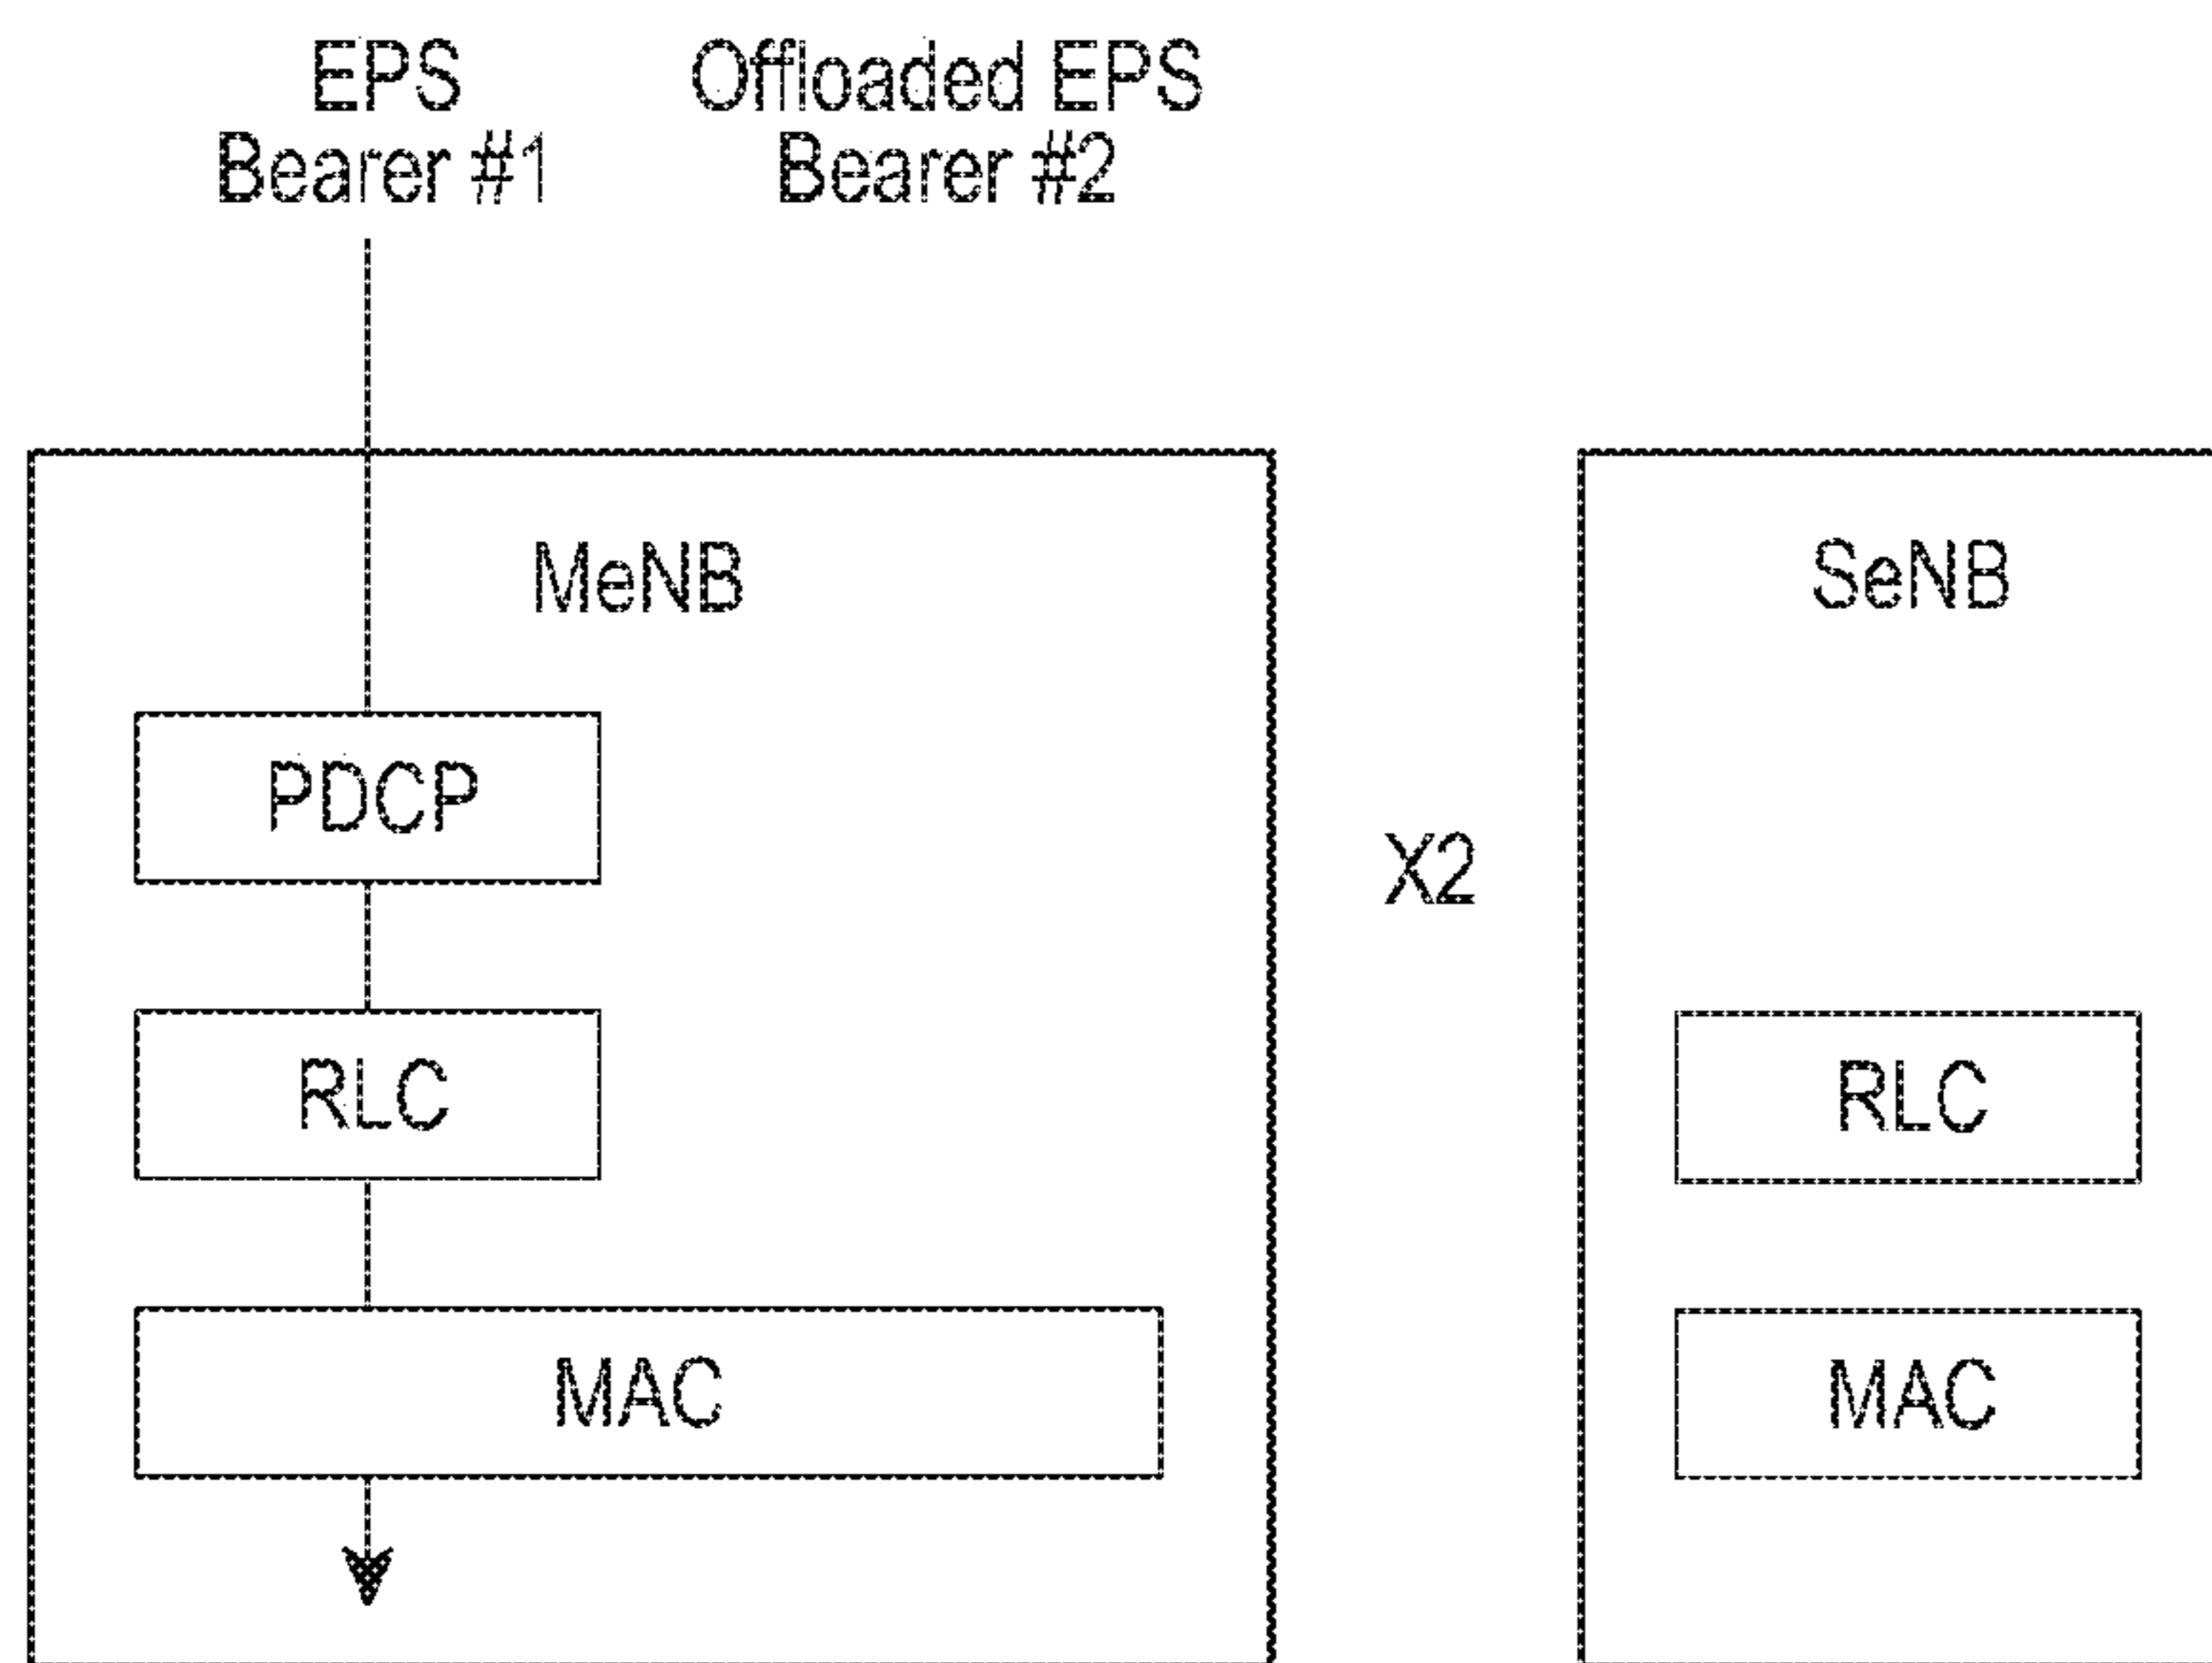 EPS
Bearer #1
Offloaded EPS
Bearer #2
MeNB
SeNB
PDCP
X2
RLC
RLC
MAC
MAC